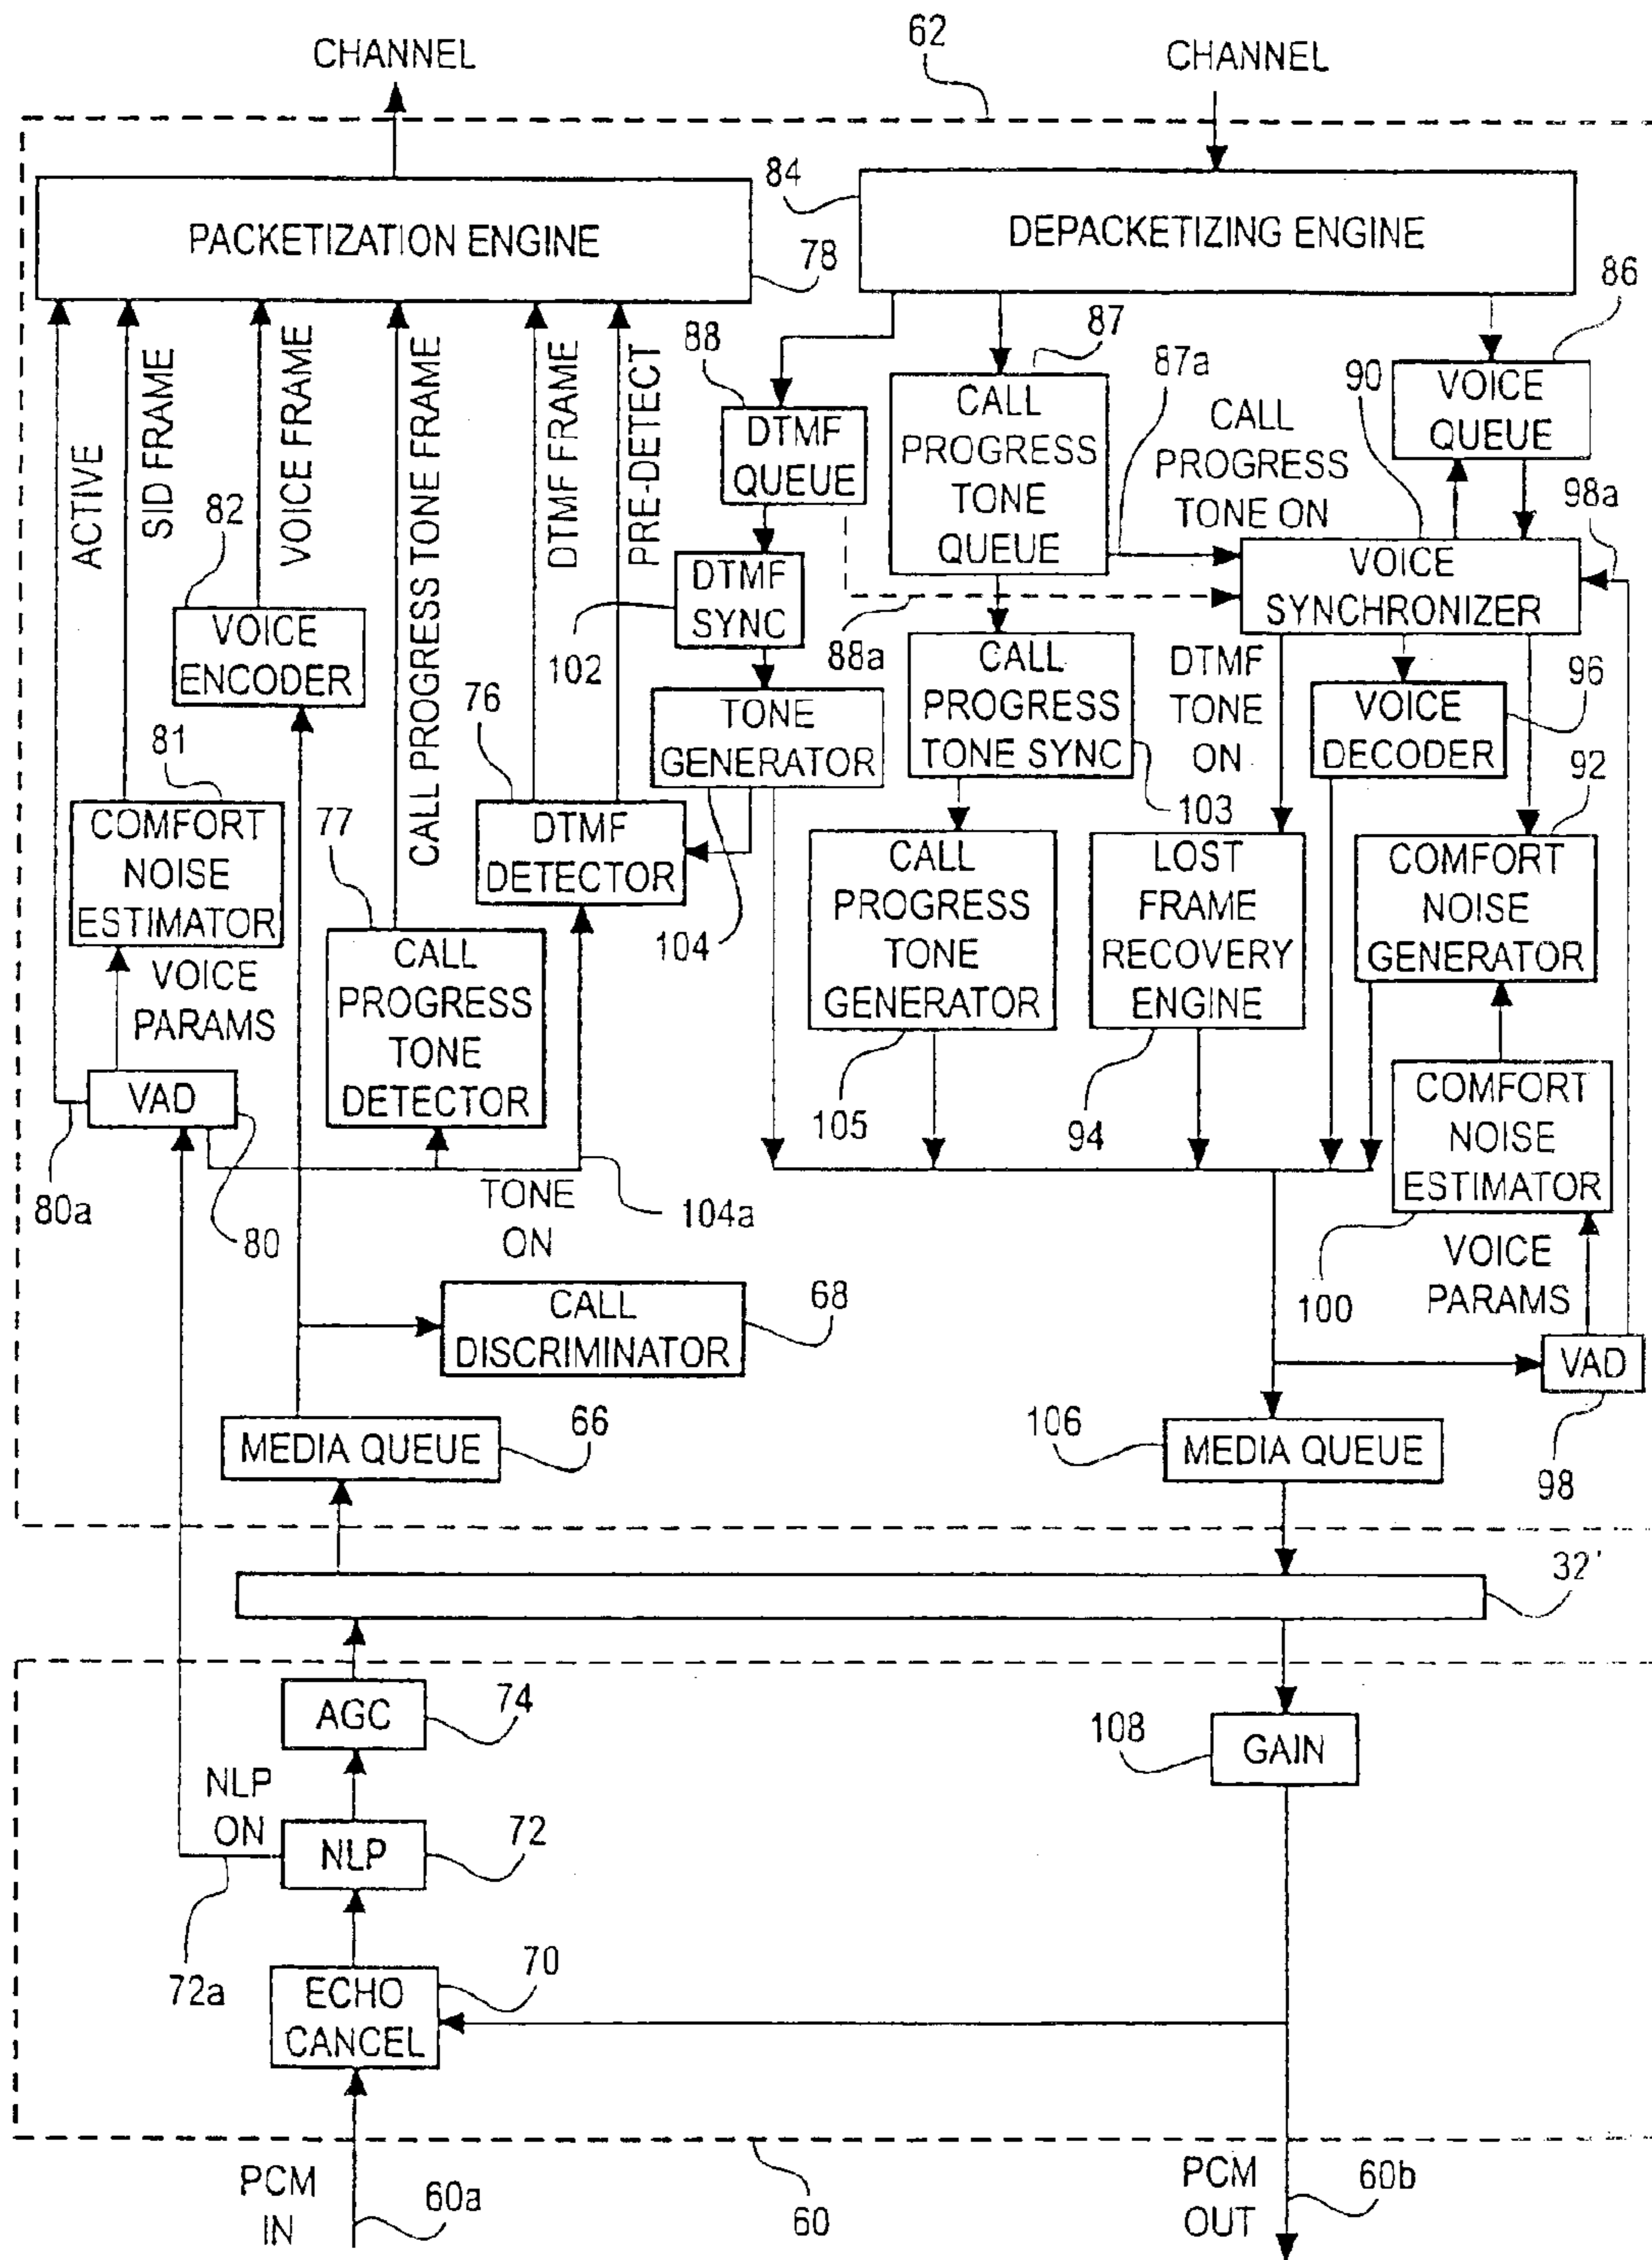 CHANNEL
62
CHANNEL
84
PACKETIZATION ENGINE
78
DEPACKETIZING ENGINE
86
ACTIVE
SID FRAME
VOICE FRAME
CALL PROGRESS TONE FRAME
DTMF FRAME
PRE-DETECT
88
DTMF
QUEUE
87
CALL
PROGRESS
TONE
QUEUE
87a
CALL
PROGRESS
TONE ON
90
VOICE
QUEUE
98a
82
VOICE
ENCODER
DTMF
SYNC
102
88a
VOICE
SYNCHRONIZER
TONE
GENERATOR
104
CALL
PROGRESS
TONE SYNC
103
DTMF
TONE
ON
VOICE
DECODER
96
92
81
COMFORT
NOISE
ESTIMATOR
77
76
DTMF
DETECTOR
CALL
PROGRESS
TONE
GENERATOR
105
LOST
FRAME
RECOVERY
ENGINE
94
COMFORT
NOISE
GENERATOR
VOICE
PARAMS
CALL
PROGRESS
TONE
DETECTOR
VAD
80a
80
TONE
ON
104a
COMFORT
NOISE
ESTIMATOR
100
VOICE
PARAMS
CALL
DISCRIMINATOR
68
VAD
98
MEDIA QUEUE
66
106
MEDIA QUEUE
32'
AGC
74
108
GAIN
NLP
ON
NLP
72
72a
ECHO
CANCEL
70
PCM
IN
60a
60
PCM
OUT
60b